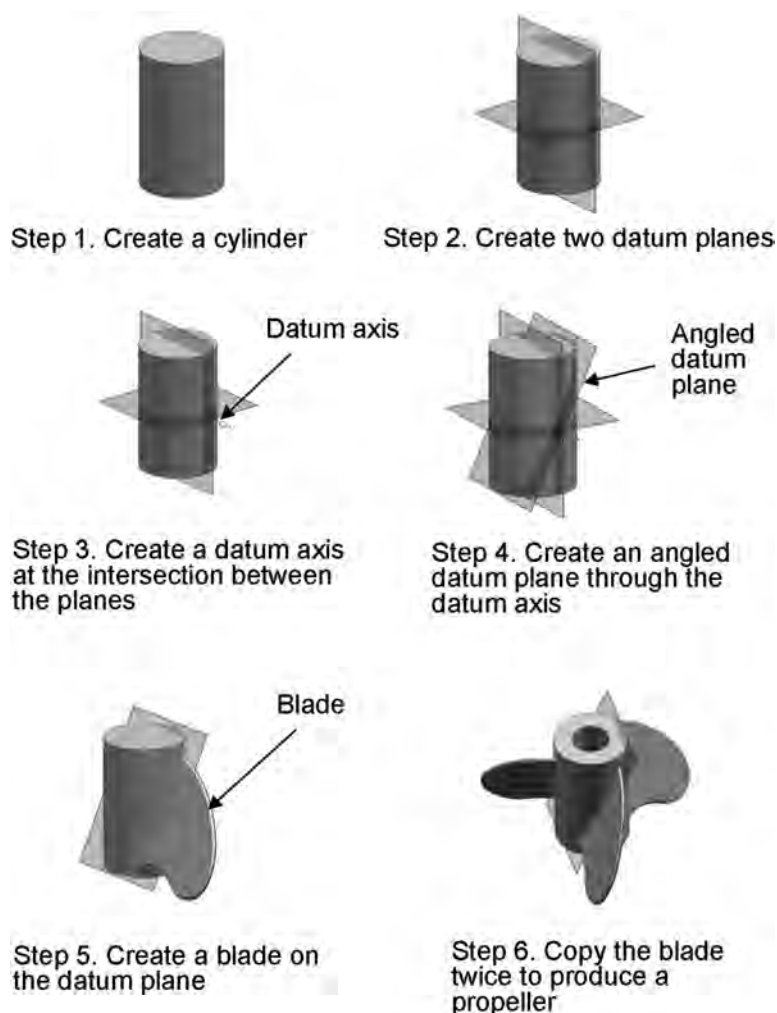 Step 1. Create a cylinder
Step 2. Create two datum planes
Datum axis
Angled
datum
plane
Step 3. Create a datum axis
at the intersection between
the planes
Step 4. Create an angled
datum plane through the
datum axis
Blade
Step 5. Create a blade on
the datum plane
Step 6. Copy the blade
twice to produce a
propeller